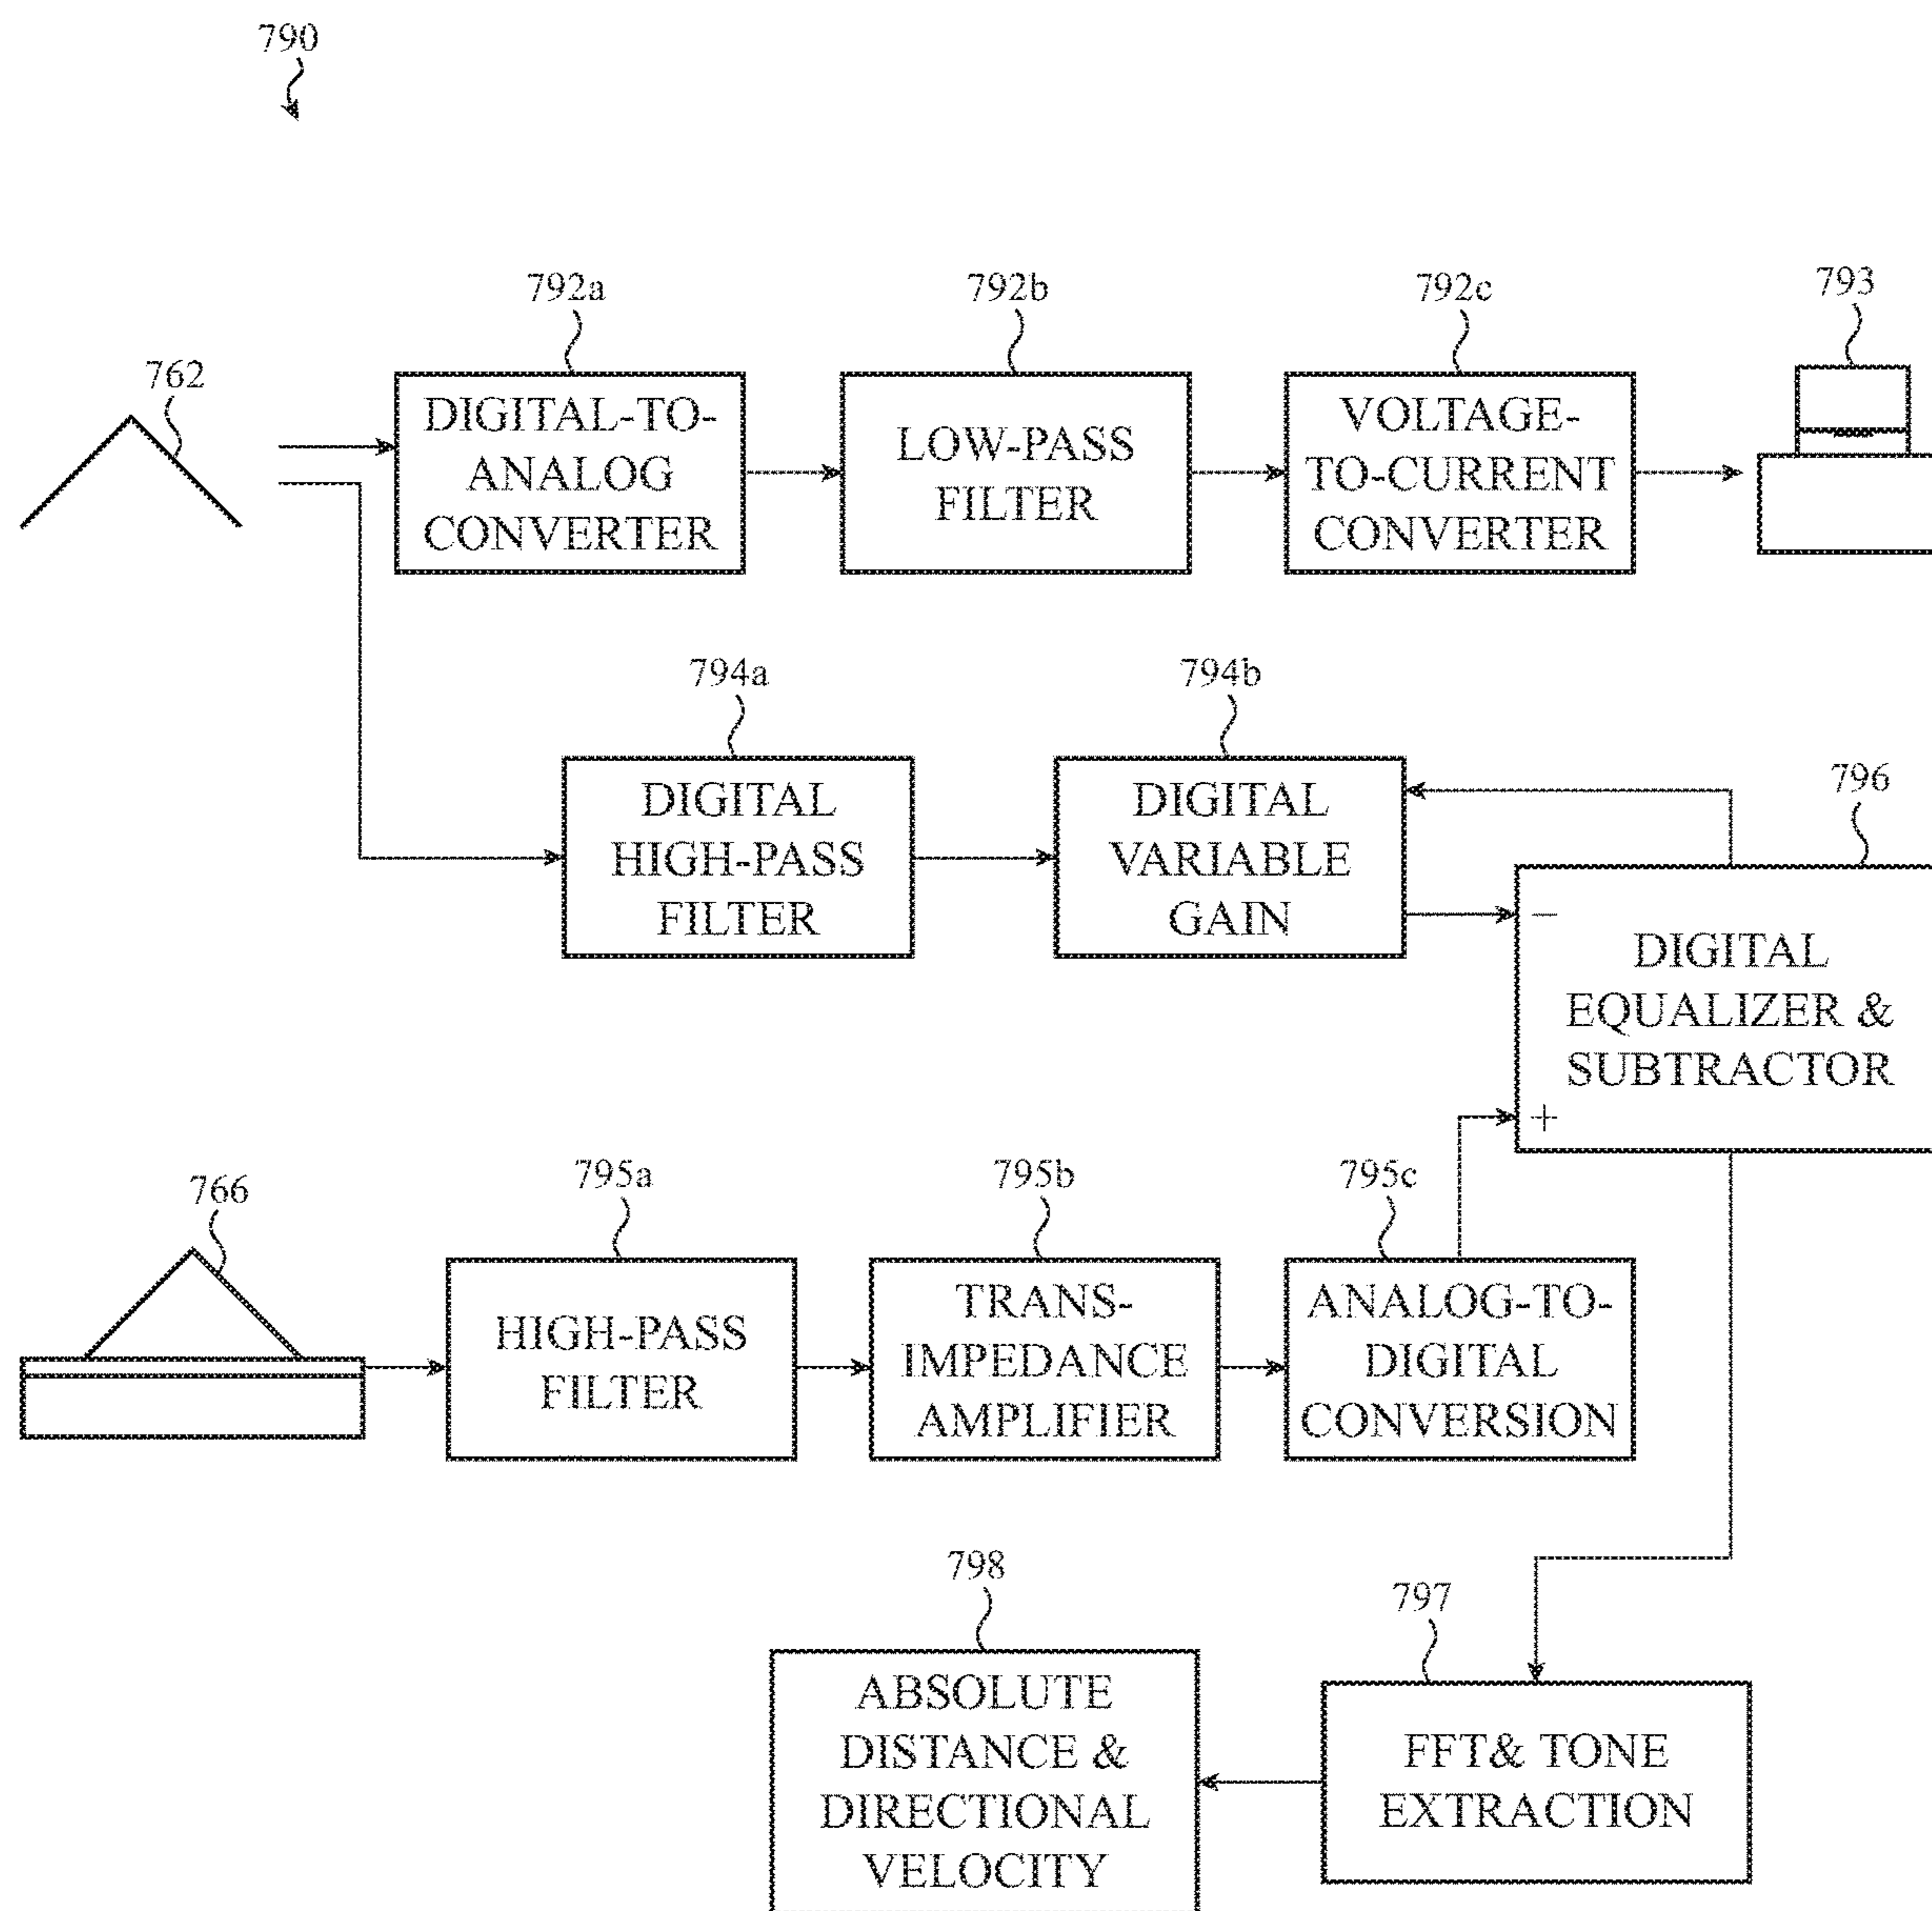 790
792a
792b
792c
793
762
DIGITAL-TO-
ANALOG
CONVERTER
LOW-PASS
FILTER
VOLTAGE-
TO-CURRENT
CONVERTER
794a
794b
796
DIGITAL
HIGH-PASS
FILTER
DIGITAL
VARIABLE
GAIN
−
DIGITAL
EQUALIZER &
SUBTRACTOR
+
766
795a
795b
795c
HIGH-PASS
FILTER
TRANS-
IMPEDANCE
AMPLIFIER
ANALOG-TO-
DIGITAL
CONVERSION
798
797
ABSOLUTE
DISTANCE &
DIRECTIONAL
VELOCITY
FFT& TONE
EXTRACTION